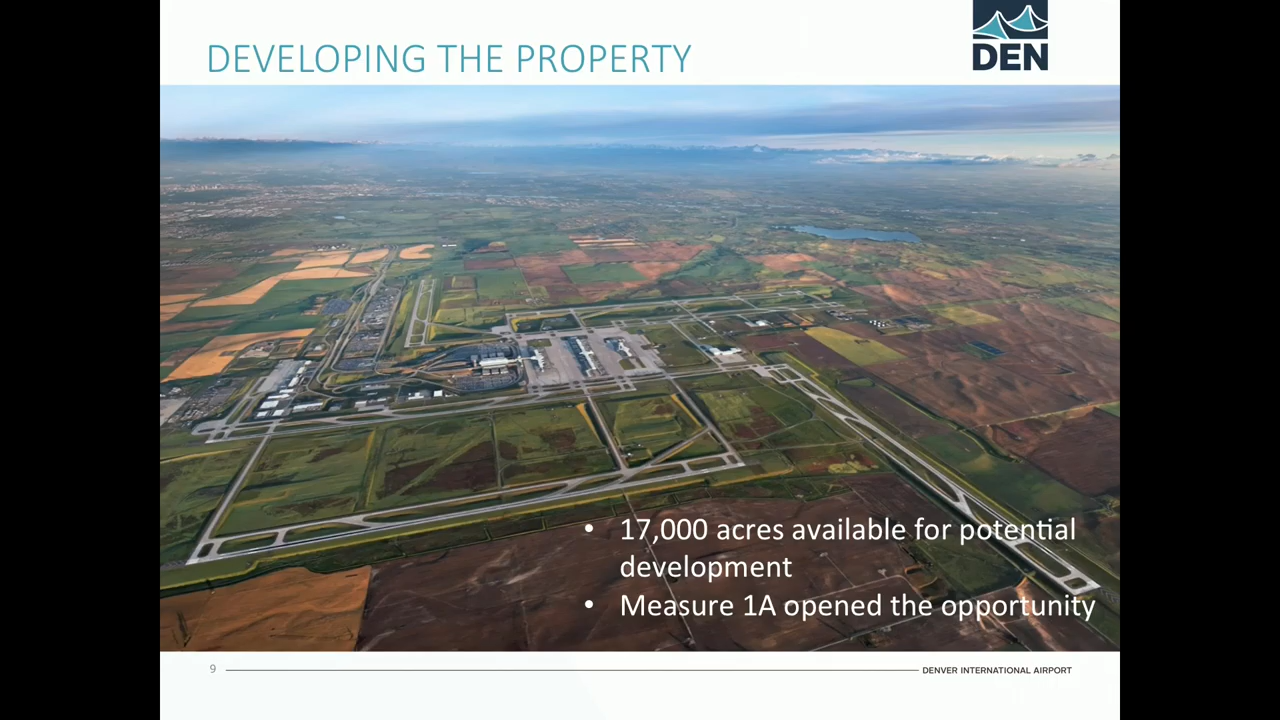 DEVELOPING THE PROPERTY
DEN
• 17,000 acres available for potential
development
• Measure 1A opened the opportunity
9
DENVER INTERNATIONAL AIRPORT